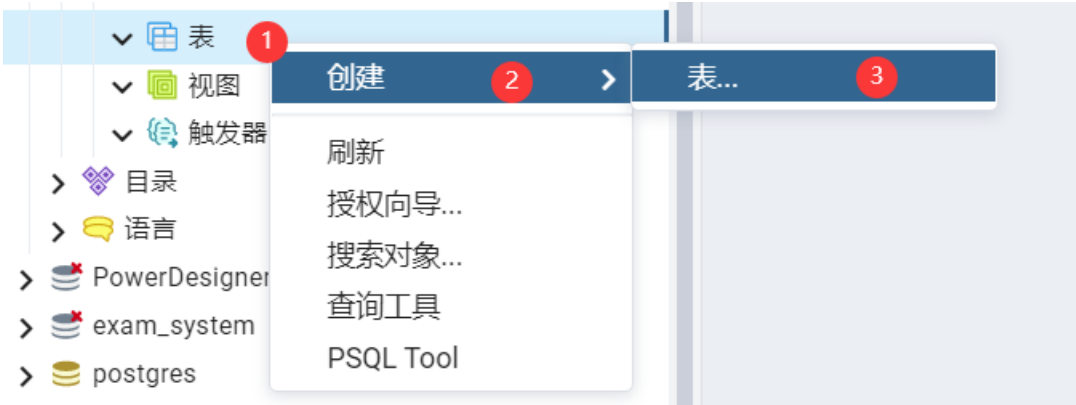 表
1
创建
2
表...
3
视图
触发器
刷新
目录
授权向导...
语言
搜索对象...
PowerDesigner
查询工具
exam_system
PSQL Tool
postgres